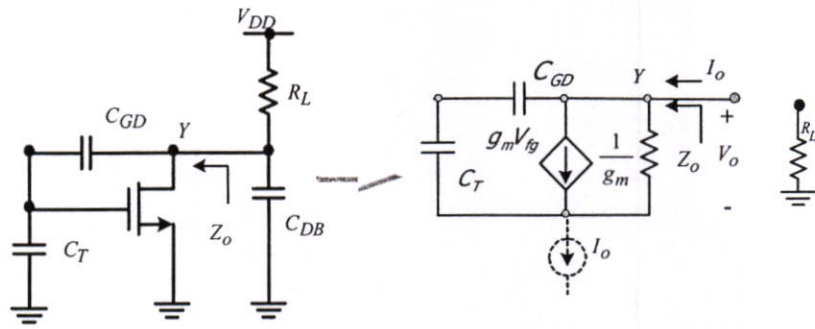 V_DD
R_L
C_GD
Y
Z_o
C_DB
C_T
C_GD
Y
I_o
+
g_mV_fg
1
g_m
Z_o
V_o
C_T
-
I_o
R_L